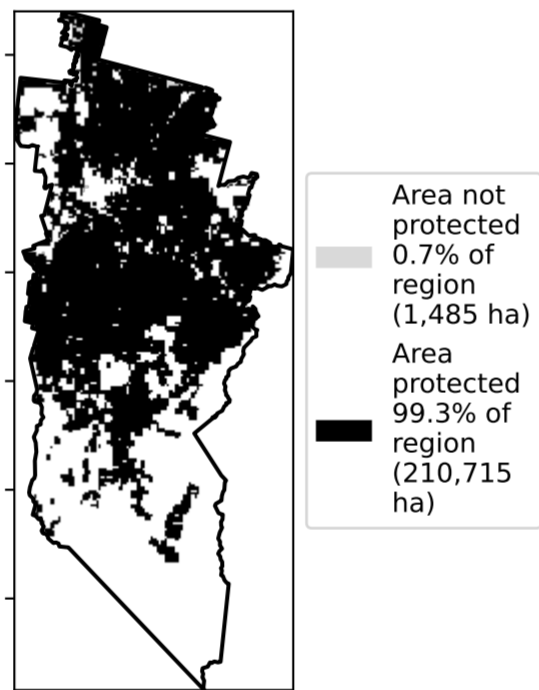 Area not
protected
0.7% of
region
(1,485 ha)
Area
protected
99.3% of
region
(210,715
ha)